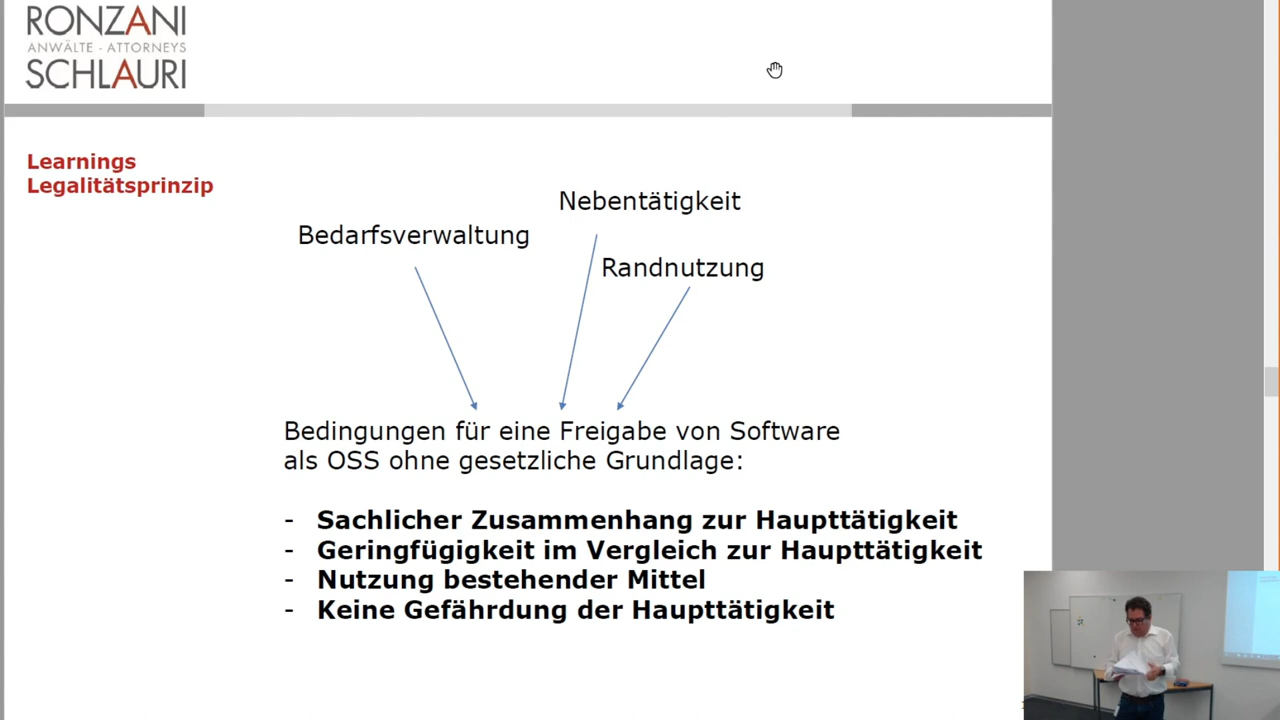 RONZANI
ANWÄLTE - ATTORNEYS
SCHLAURI
Learnings
Legalitätsprinzip
Nebentätigkeit
Bedarfsverwaltung
Randnutzung
Bedingungen für eine Freigabe von Software
als OSS ohne gesetzliche Grundlage:
- Sachlicher Zusammenhang zur Haupttätigkeit
- Geringfügigkeit im Vergleich zur Haupttätigkeit
- Nutzung bestehender Mittel
- Keine Gefährdung der Haupttätigkeit